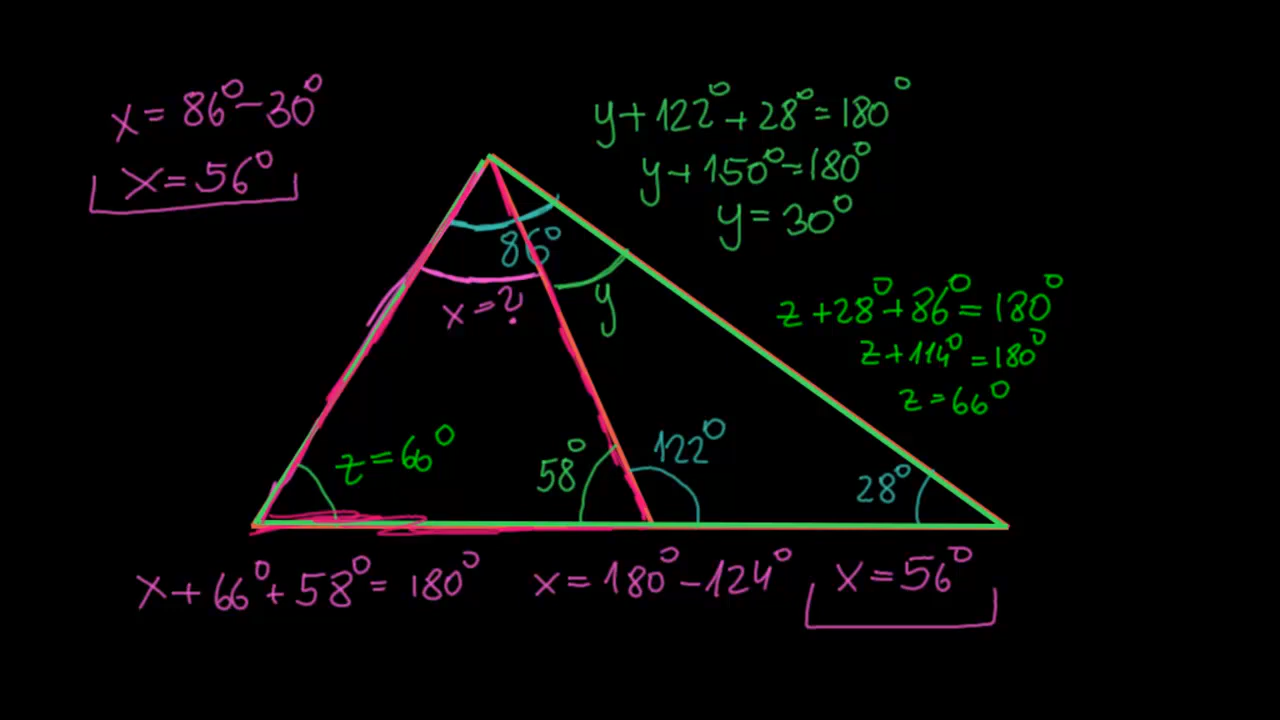 x = 86° - 30°
x = 56°
y + 122° + 28° = 180°
y + 150° = 180°
y = 30°
86°
x = ?
y
z + 28° + 86° = 180°
z + 114° = 180°
z = 66°
z = 66°
58°
122°
28°
x + 66° + 58° = 180°
x = 180° - 124°
x = 56°